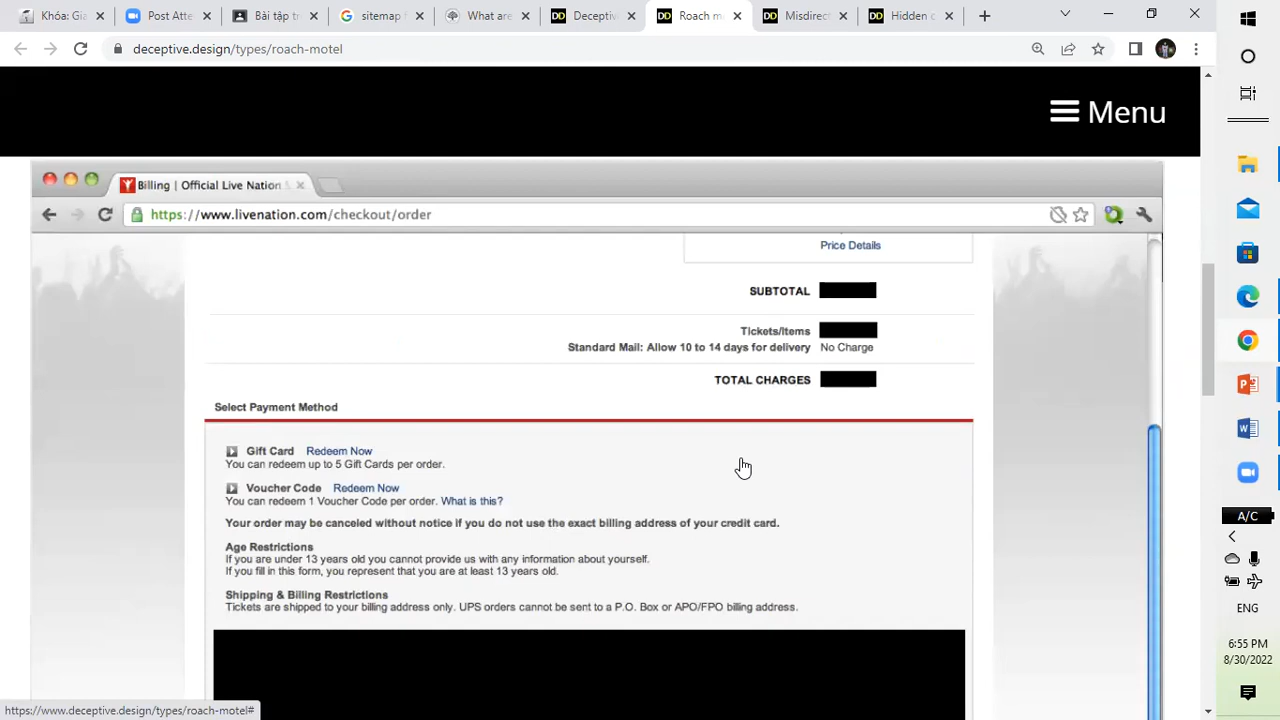 Khóa: Gi
Post Atte
Bài tập t
sitemap
What are
Decepti
Roach m
Misdirec
Hidden c
deceptive.design/types/roach-motel
Menu
Billing | Official Live Nation
https://www.livenation.com/checkout/order
Price Details
SUBTOTAL
Tickets/Items
Standard Mail: Allow 10 to 14 days for delivery No Charge
TOTAL CHARGES
Select Payment Method
Gift Card Redeem Now
You can redeem up to 5 Gift Cards per order.
Voucher Code Redeem Now
You can redeem 1 Voucher Code per order. What is this?
Your order may be canceled without notice if you do not use the exact billing address of your credit card.
Age Restrictions
If you are under 13 years old you cannot provide us with any information about yourself.
If you fill in this form, you represent that you are at least 13 years old.
Shipping & Billing Restrictions
Tickets are shipped to your billing address only. UPS orders cannot be sent to a P.O. Box or APO/FPO billing address.
https://www.deceptive.design/types/roach-motel#
A/C
ENG
6:55 PM
8/30/2022